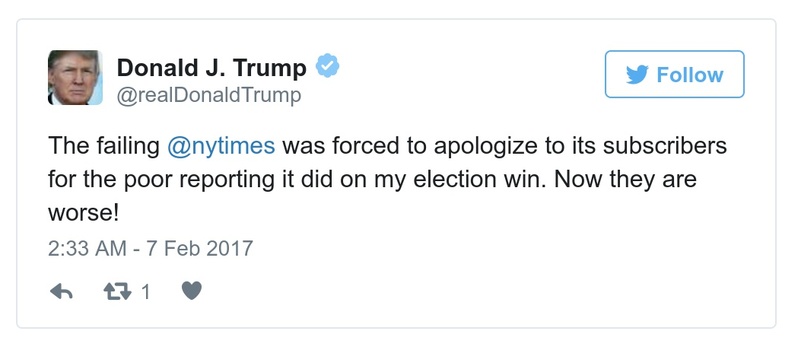 Donald J. Trump
@realDonaldTrump
Follow
The failing @nytimes was forced to apologize to its subscribers
for the poor reporting it did on my election win. Now they are
worse!
2:33 AM - 7 Feb 2017
1